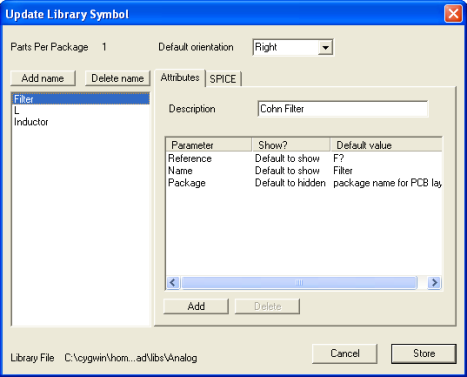 Update Library Symbol
Parts Per Package 1 Default orientation Right
Add name Delete name Attributes SPICE
Filter
L
Inductor
Description Cohn Filter
Parameter Show? Default value
Reference Default to show F?
Name Default to show Filter
Package Default to hidden package name for PCB lay
Add Delete
Library File C:\cygwin\hom...ad\libs\Analog
Cancel Store